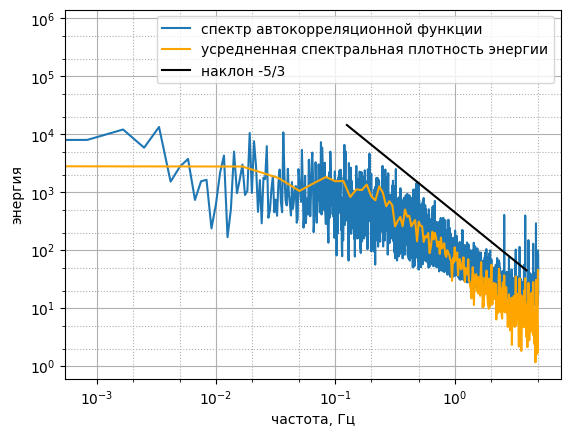 спектр автокорреляционной функции
усредненная спектральная плотность энергии
наклон -5/3
10⁶
10⁵
10⁴
10³
10²
10¹
10⁰
энергия
10⁻³ 10⁻² 10⁻¹ 10⁰
частота, Гц